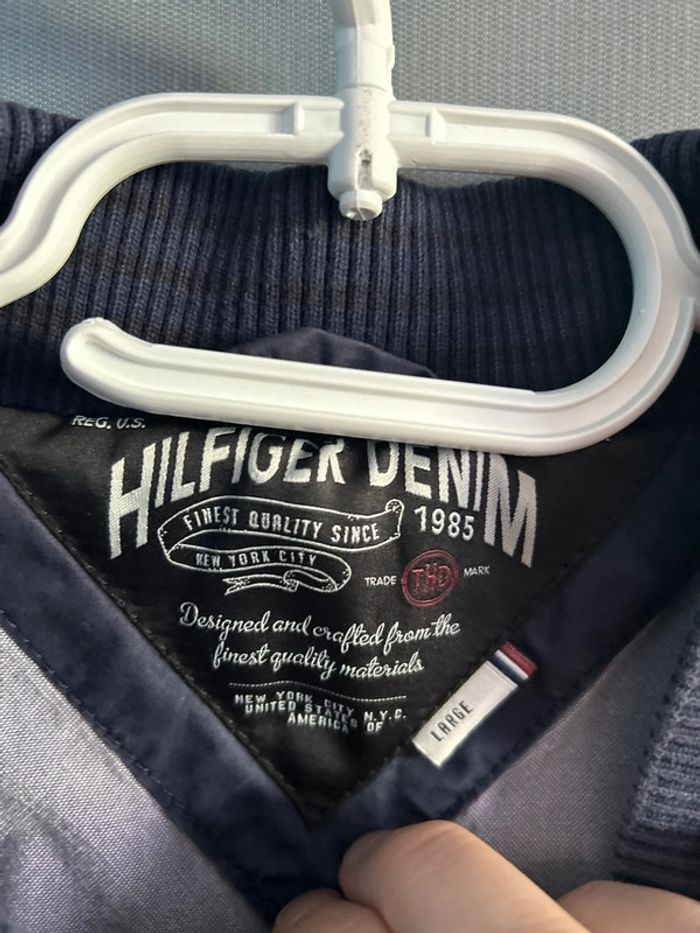 REG. U.S.
HILFIGER DENIM
FINEST QUALITY SINCE 1985
NEW YORK CITY
TRADE THD MARK
Designed and crafted from the
finest quality materials
NEW YORK CITY N.Y.C.
UNITED STATES OF
AMERICA
LARGE